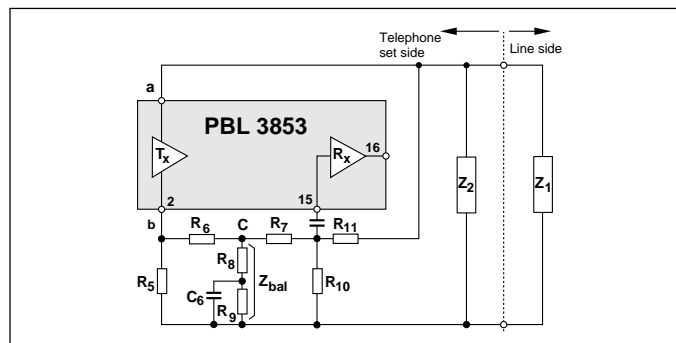 Telephone set side
Line side
a
PBL 3853
Tx
Rx
16
2
15
b
R6
C
R7
R11
Z2
Z1
R8
R5
C6
Zbal
R10
R9